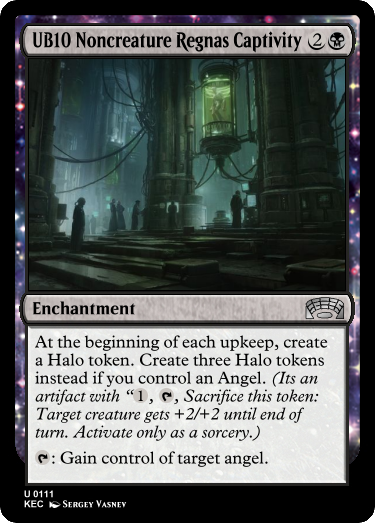 UB10 Noncreature Regnas Captivity 2
Enchantment
At the beginning of each upkeep, create
a Halo token. Create three Halo tokens
instead if you control an Angel. (Its an
artifact with “1, , Sacrifice this token:
Target creature gets +2/+2 until end of
turn. Activate only as a sorcery.)
: Gain control of target angel.
U 0111
KEC Sergey Vasnev